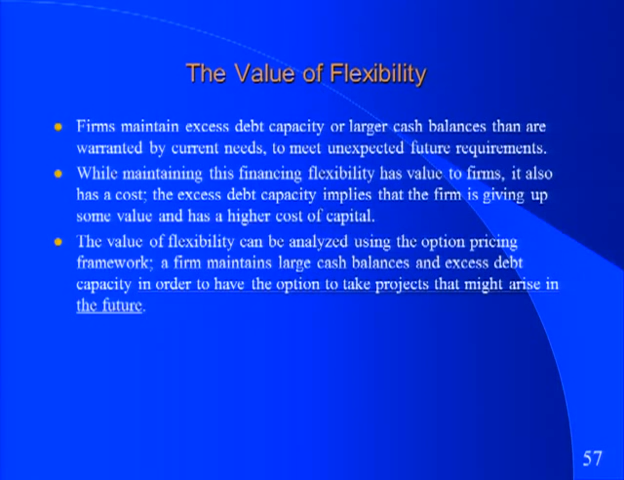 The Value of Flexibility
Firms maintain excess debt capacity or larger cash balances than are
warranted by current needs, to meet unexpected future requirements.
While maintaining this financing flexibility has value to firms, it also
has a cost; the excess debt capacity implies that the firm is giving up
some value and has a higher cost of capital.
The value of flexibility can be analyzed using the option pricing
framework; a firm maintains large cash balances and excess debt
capacity in order to have the option to take projects that might arise in
the future.
57